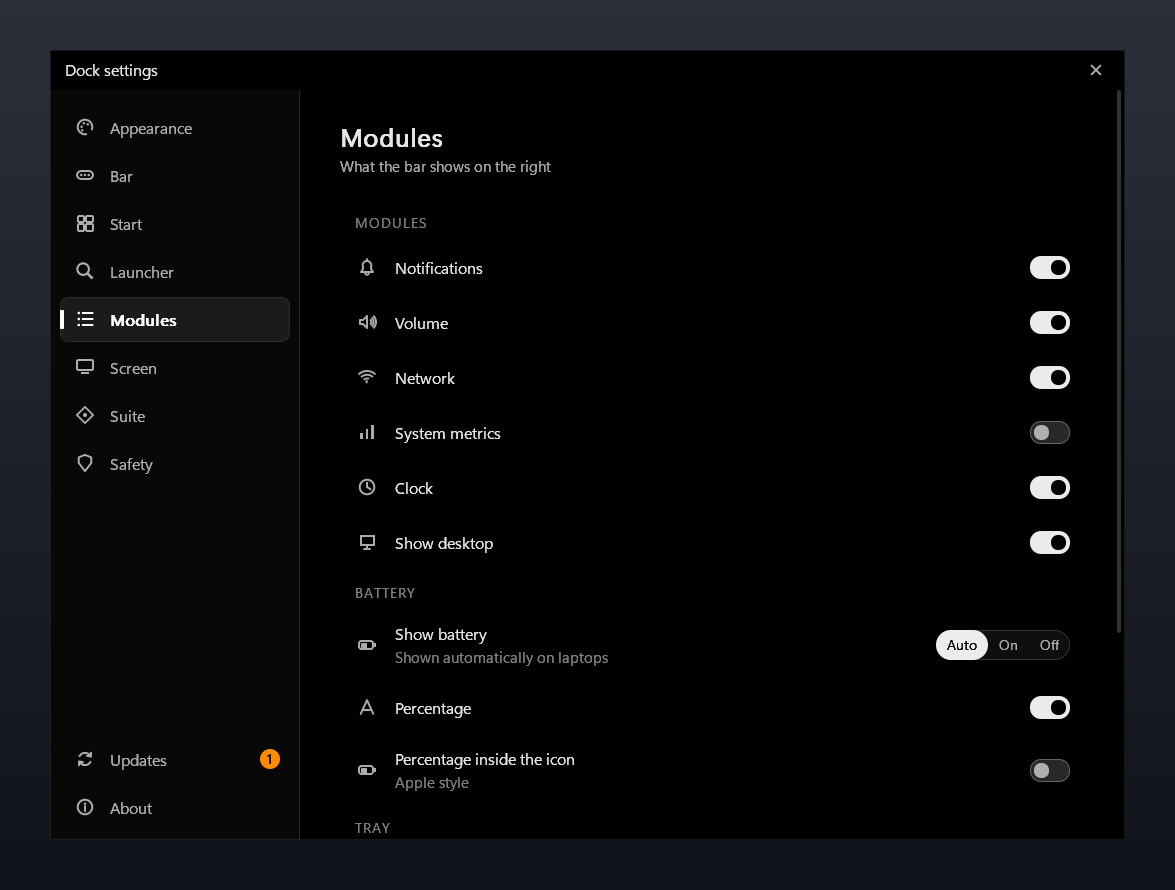 Dock settings
Appearance
Bar
Start
Launcher
Modules
Screen
Suite
Safety
Updates
1
About
Modules
What the bar shows on the right
MODULES
Notifications
Volume
Network
System metrics
Clock
Show desktop
BATTERY
Show battery
Shown automatically on laptops
Auto On Off
Percentage
Percentage inside the icon
Apple style
TRAY